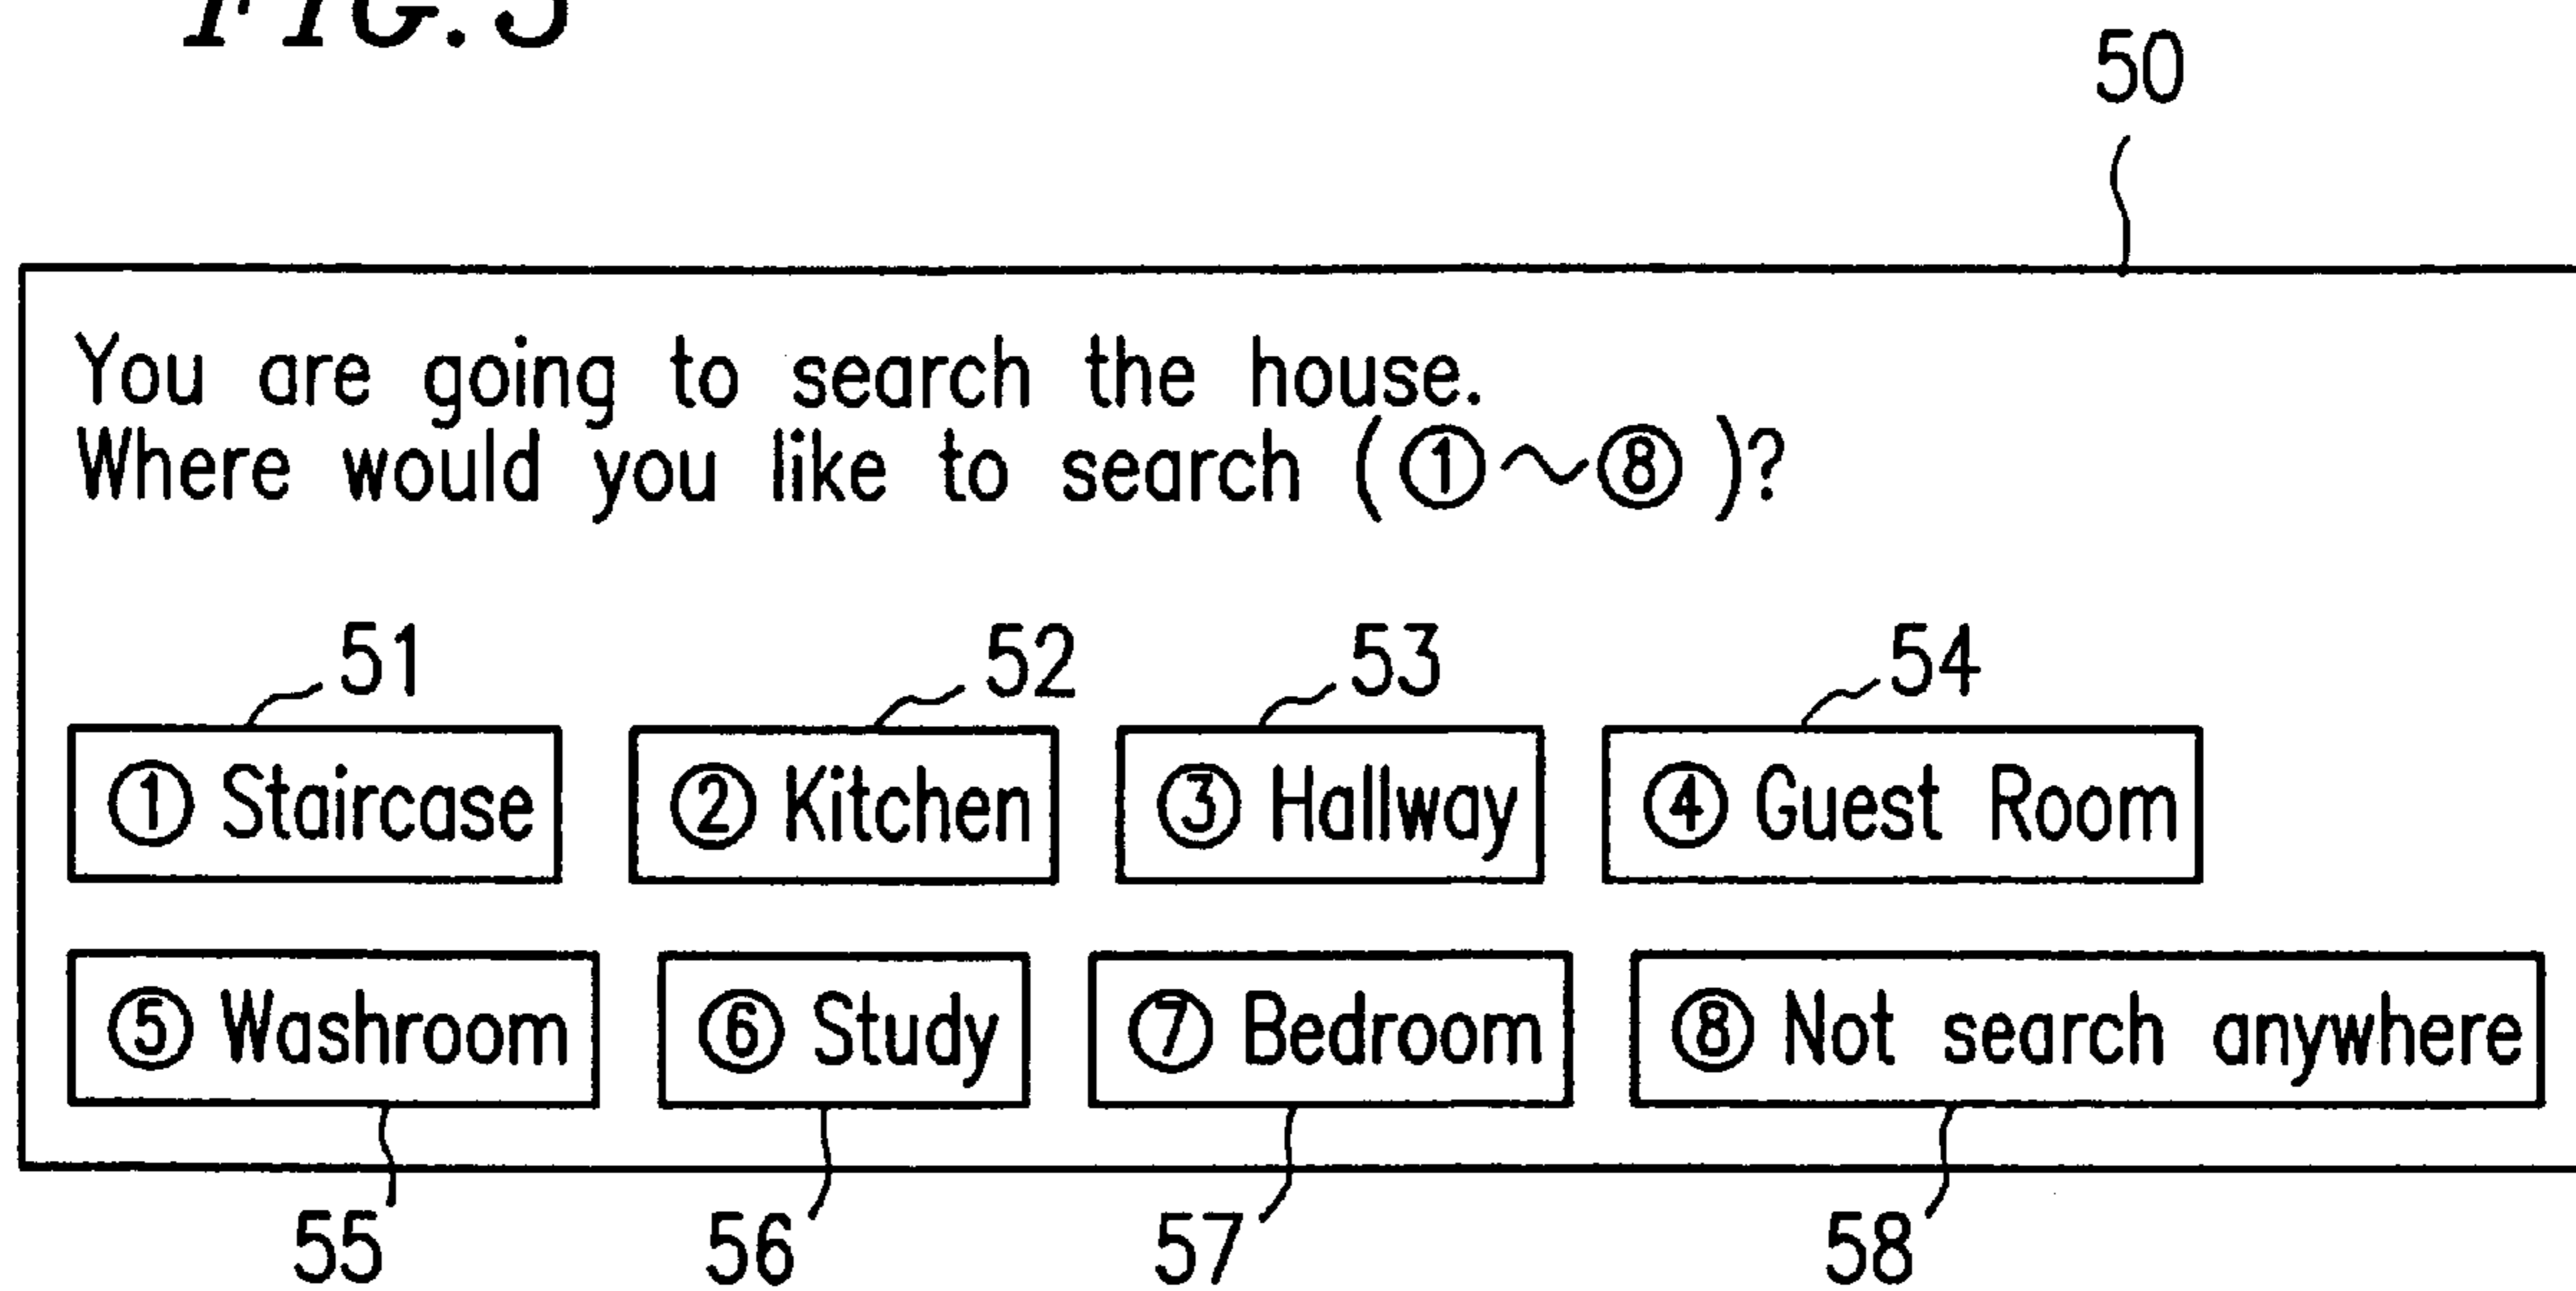 FIG. 5
50
You are going to search the house.
Where would you like to search (①~⑧)?
51 52 53 54
① Staircase ② Kitchen ③ Hallway ④ Guest Room
⑤ Washroom ⑥ Study ⑦ Bedroom ⑧ Not search anywhere
55 56 57 58